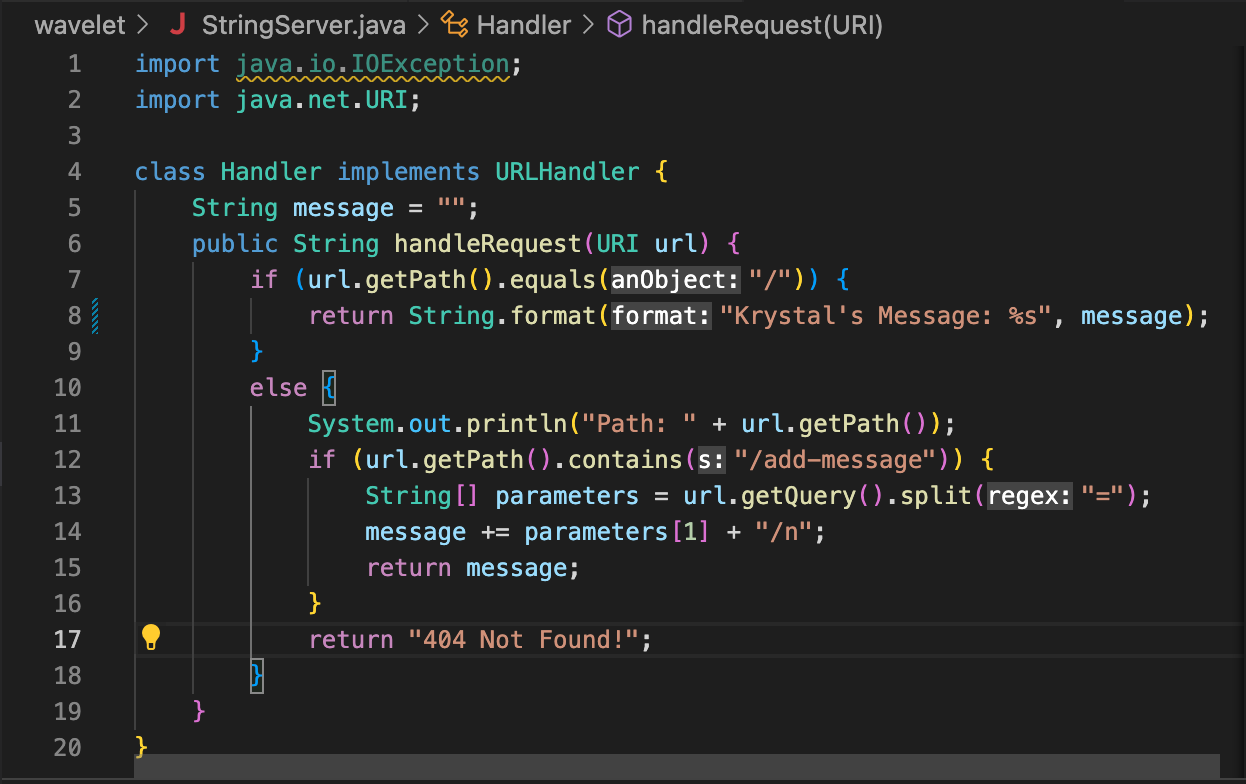 wavelet > J StringServer.java > Handler > handleRequest(URI)
1 import java.io.IOException;
2 import java.net.URI;
3
4 class Handler implements URLHandler {
5 String message = "";
6 public String handleRequest(URI url) {
7 if (url.getPath().equals(anObject: "/")) {
8 return String.format(format: "Krystal's Message: %s", message);
9 }
10 else {
11 System.out.println("Path: " + url.getPath());
12 if (url.getPath().contains(s: "/add-message")) {
13 String[] parameters = url.getQuery().split(regex: "=");
14 message += parameters[1] + "/n";
15 return message;
16 }
17 return "404 Not Found!";
18 }
19 }
20 }